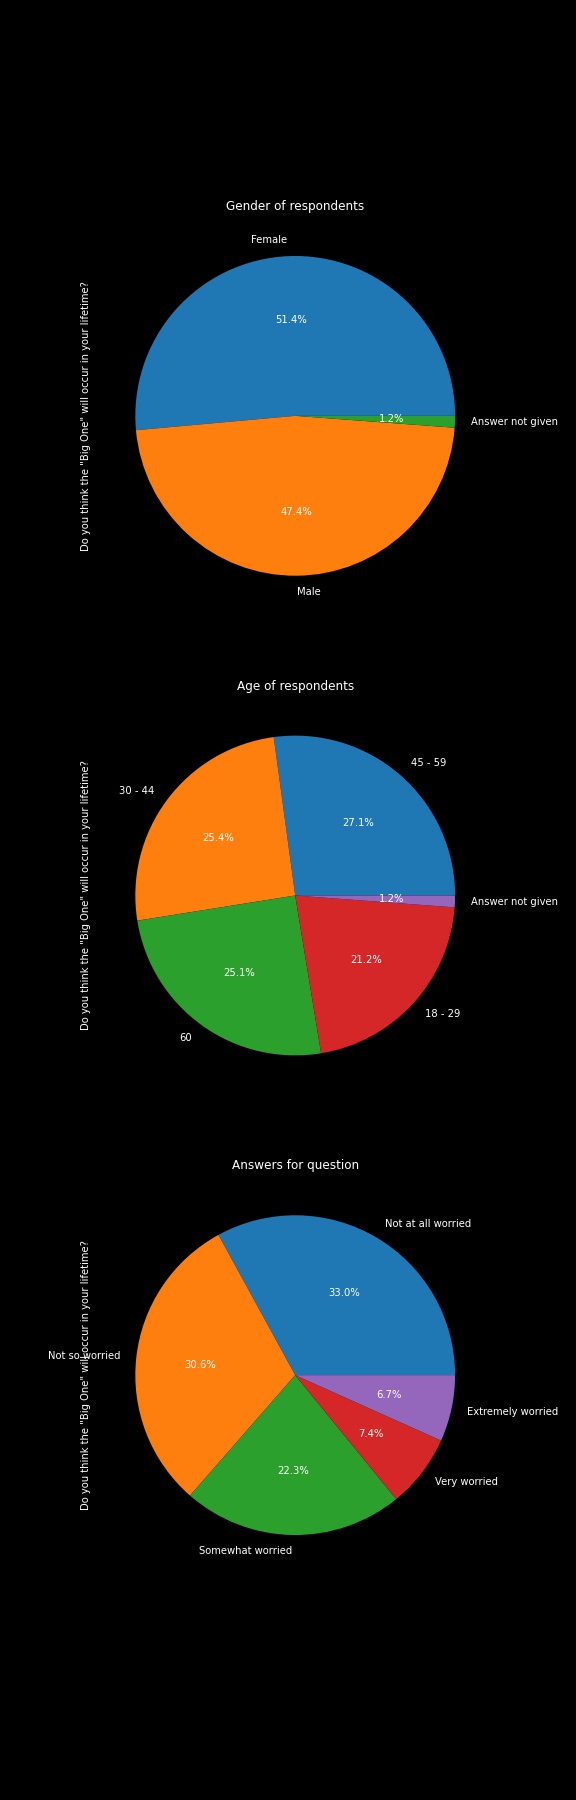 Gender of respondents
Female
51.4%
Do you think the "Big One" will occur in your lifetime?
1.2%
Answer not given
47.4%
Male
Age of respondents
45 - 59
30 - 44
27.1%
25.4%
Do you think the "Big One" will occur in your lifetime?
1.2%
Answer not given
21.2%
25.1%
18 - 29
60
Answers for question
Not at all worried
33.0%
Do you think the "Big One" will occur in your lifetime?
Not so worried
30.6%
6.7%
Extremely worried
7.4%
22.3%
Very worried
Somewhat worried